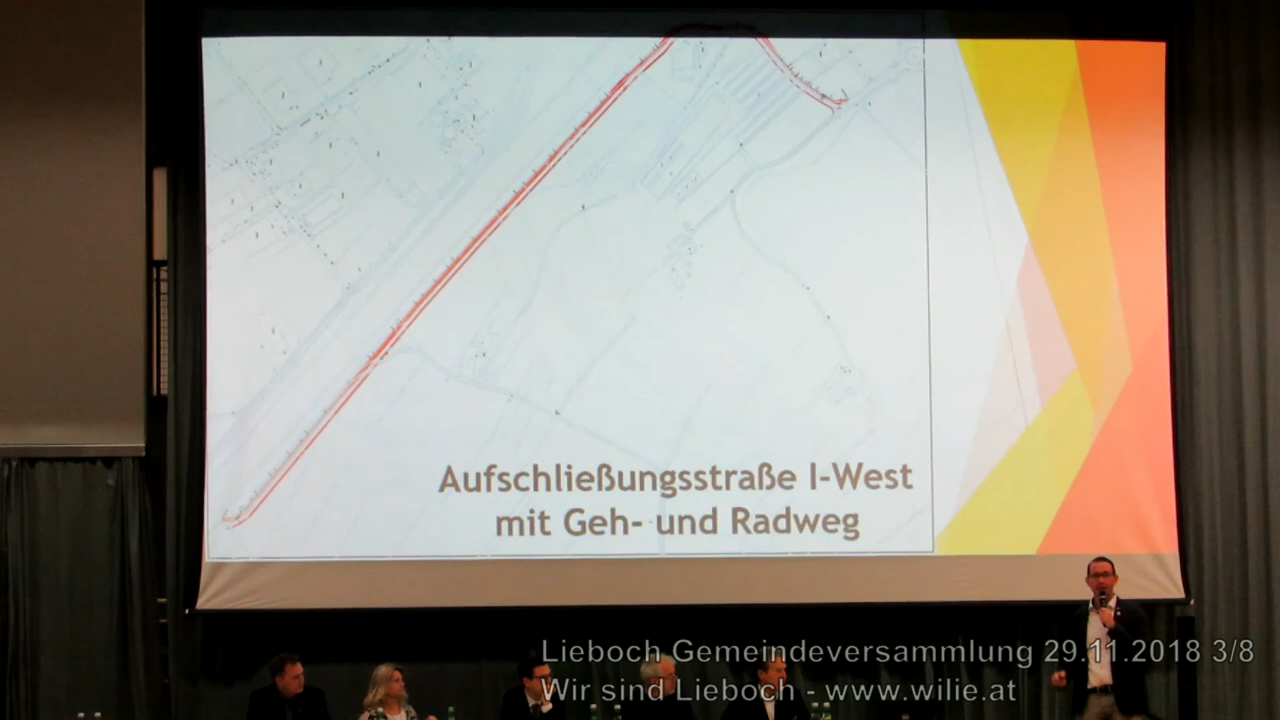 Aufschließungsstraße I-West
mit Geh- und Radweg
Lieboch Gemeindeversammlung 29.11.2018 3/8
Wir sind Lieboch - www.wilie.at